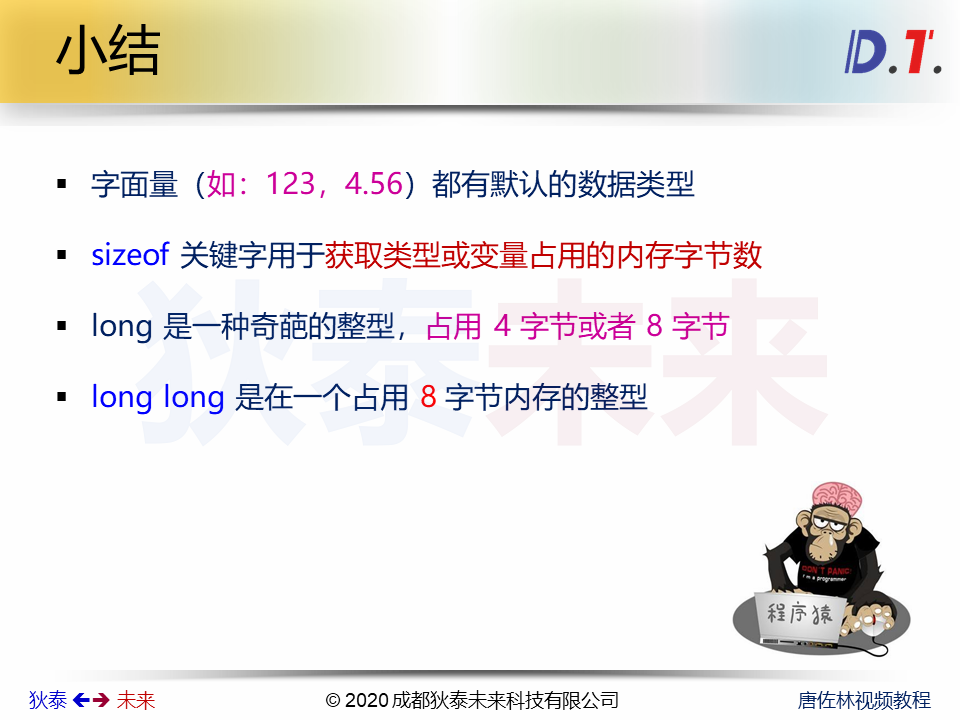 小结
D.T.
字面量（如：123，4.56）都有默认的数据类型
sizeof 关键字用于获取类型或变量占用的内存字节数
long 是一种奇葩的整型，占用 4 字节或者 8 字节
long long 是在一个占用 8 字节内存的整型
狄泰未来
DON'T PANIC!
I'm a programmer
程序猿
狄泰 🡰🡲 未来
© 2020 成都狄泰未来科技有限公司
唐佐林视频教程